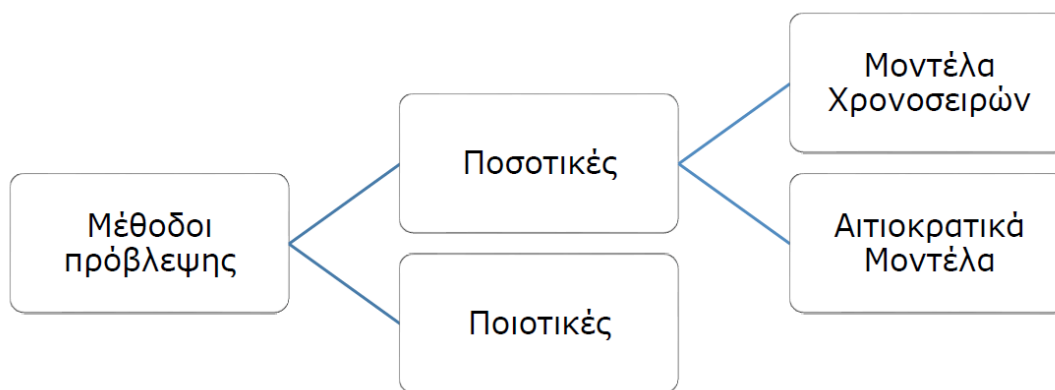 Μέθοδοι
πρόβλεψης
Ποσοτικές
Ποιοτικές
Μοντέλα
Χρονοσειρών
Αιτιοκρατικά
Μοντέλα